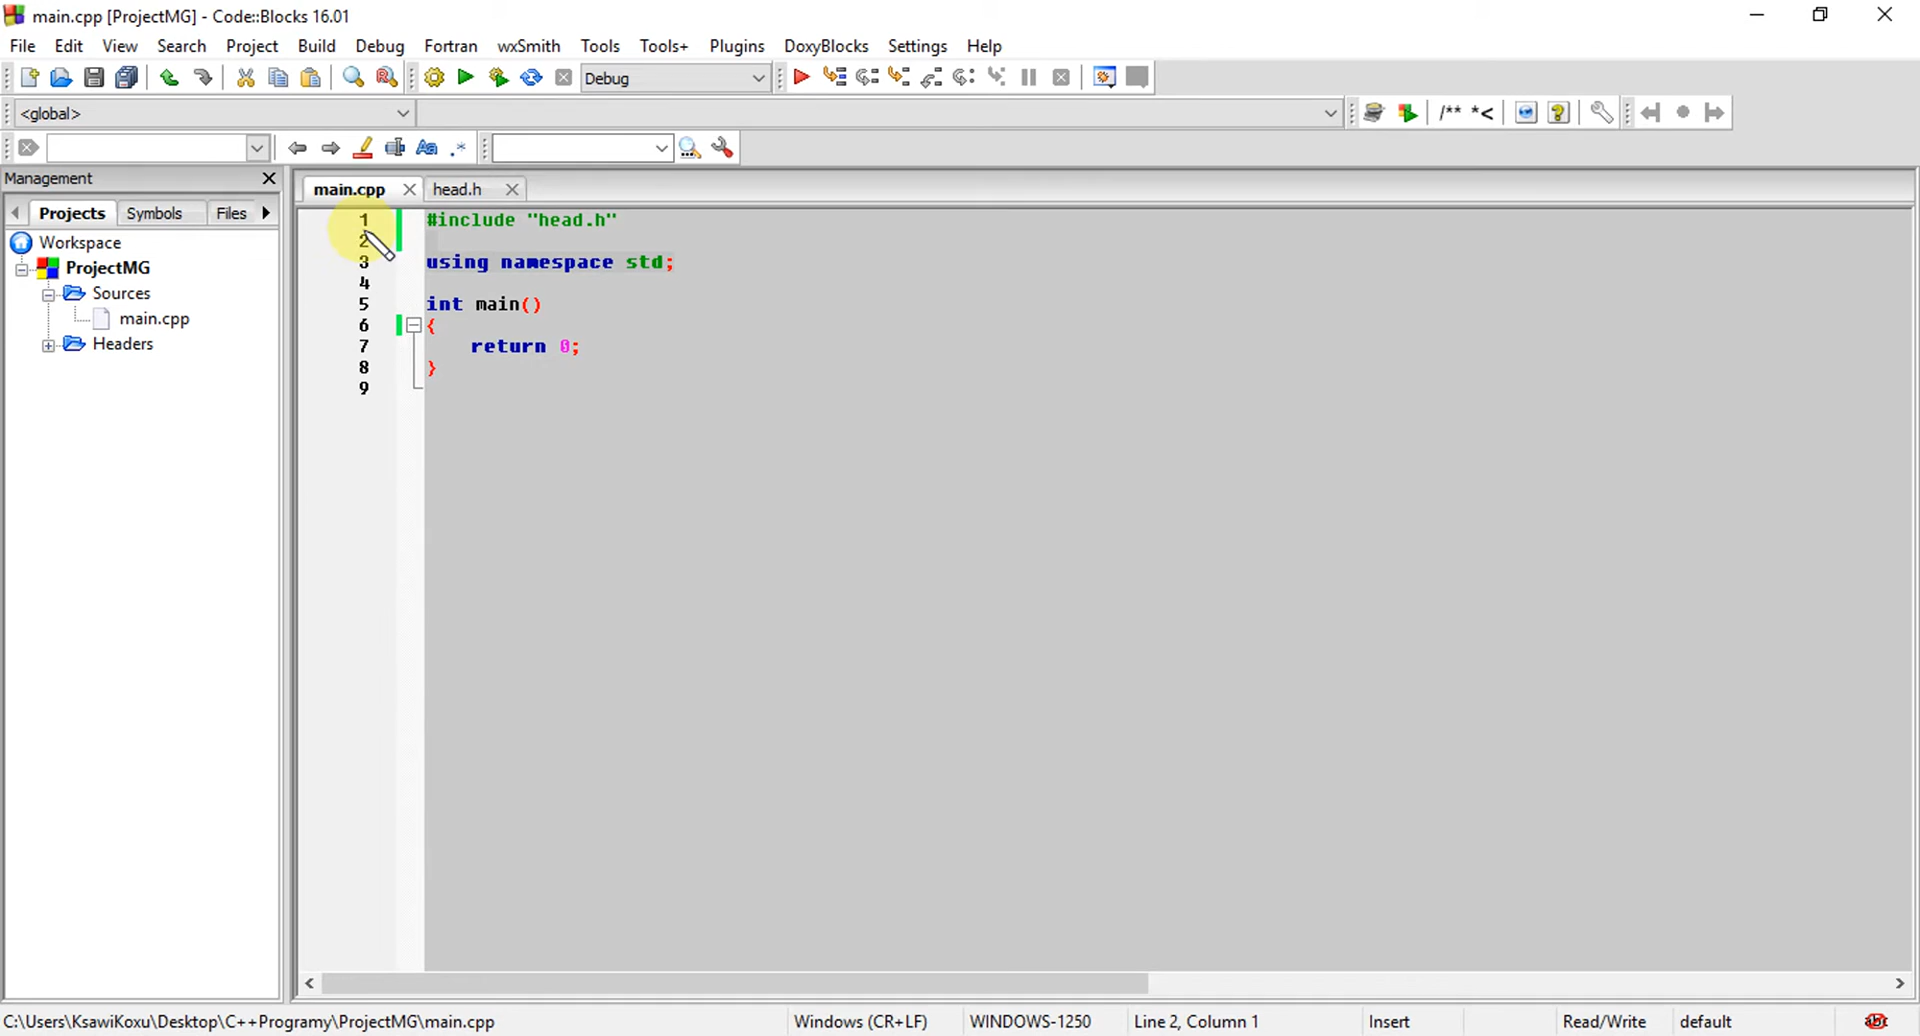 main.cpp [ProjectMG] - Code::Blocks 16.01
File Edit View Search Project Build Debug Fortran wxSmith Tools Tools+ Plugins DoxyBlocks Settings Help
Debug
<global>
/** *<
Aa .*
Management
main.cpp head.h
Projects Symbols Files
Workspace
ProjectMG
Sources
main.cpp
Headers
1 #include "head.h"
2
3 using namespace std;
4
5 int main()
6 {
7 return 0;
8 }
9
C:\Users\KsawiKoxu\Desktop\C++Programy\ProjectMG\main.cpp Windows (CR+LF) WINDOWS-1250 Line 2, Column 1 Insert Read/Write default abc